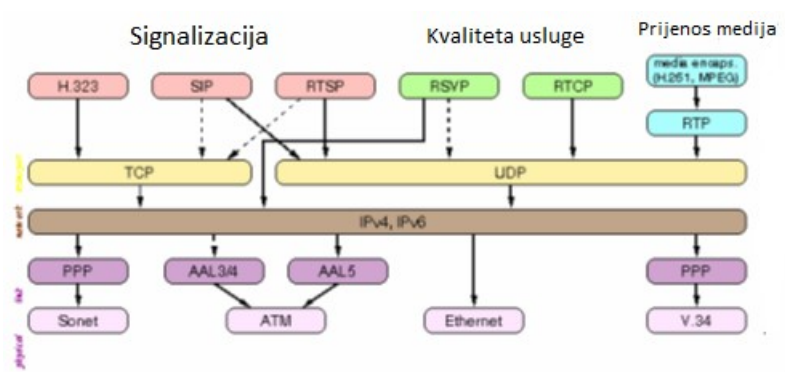 Signalizacija
Kvaliteta usluge
Prijenos medija
media encaps.
(H.261, MPEG)
H.323
SIP
RTSP
RSVP
RTCP
RTP
TCP
UDP
IPv4, IPv6
PPP
AAL3/4
AAL5
PPP
Sonet
ATM
Ethernet
V.34
physical